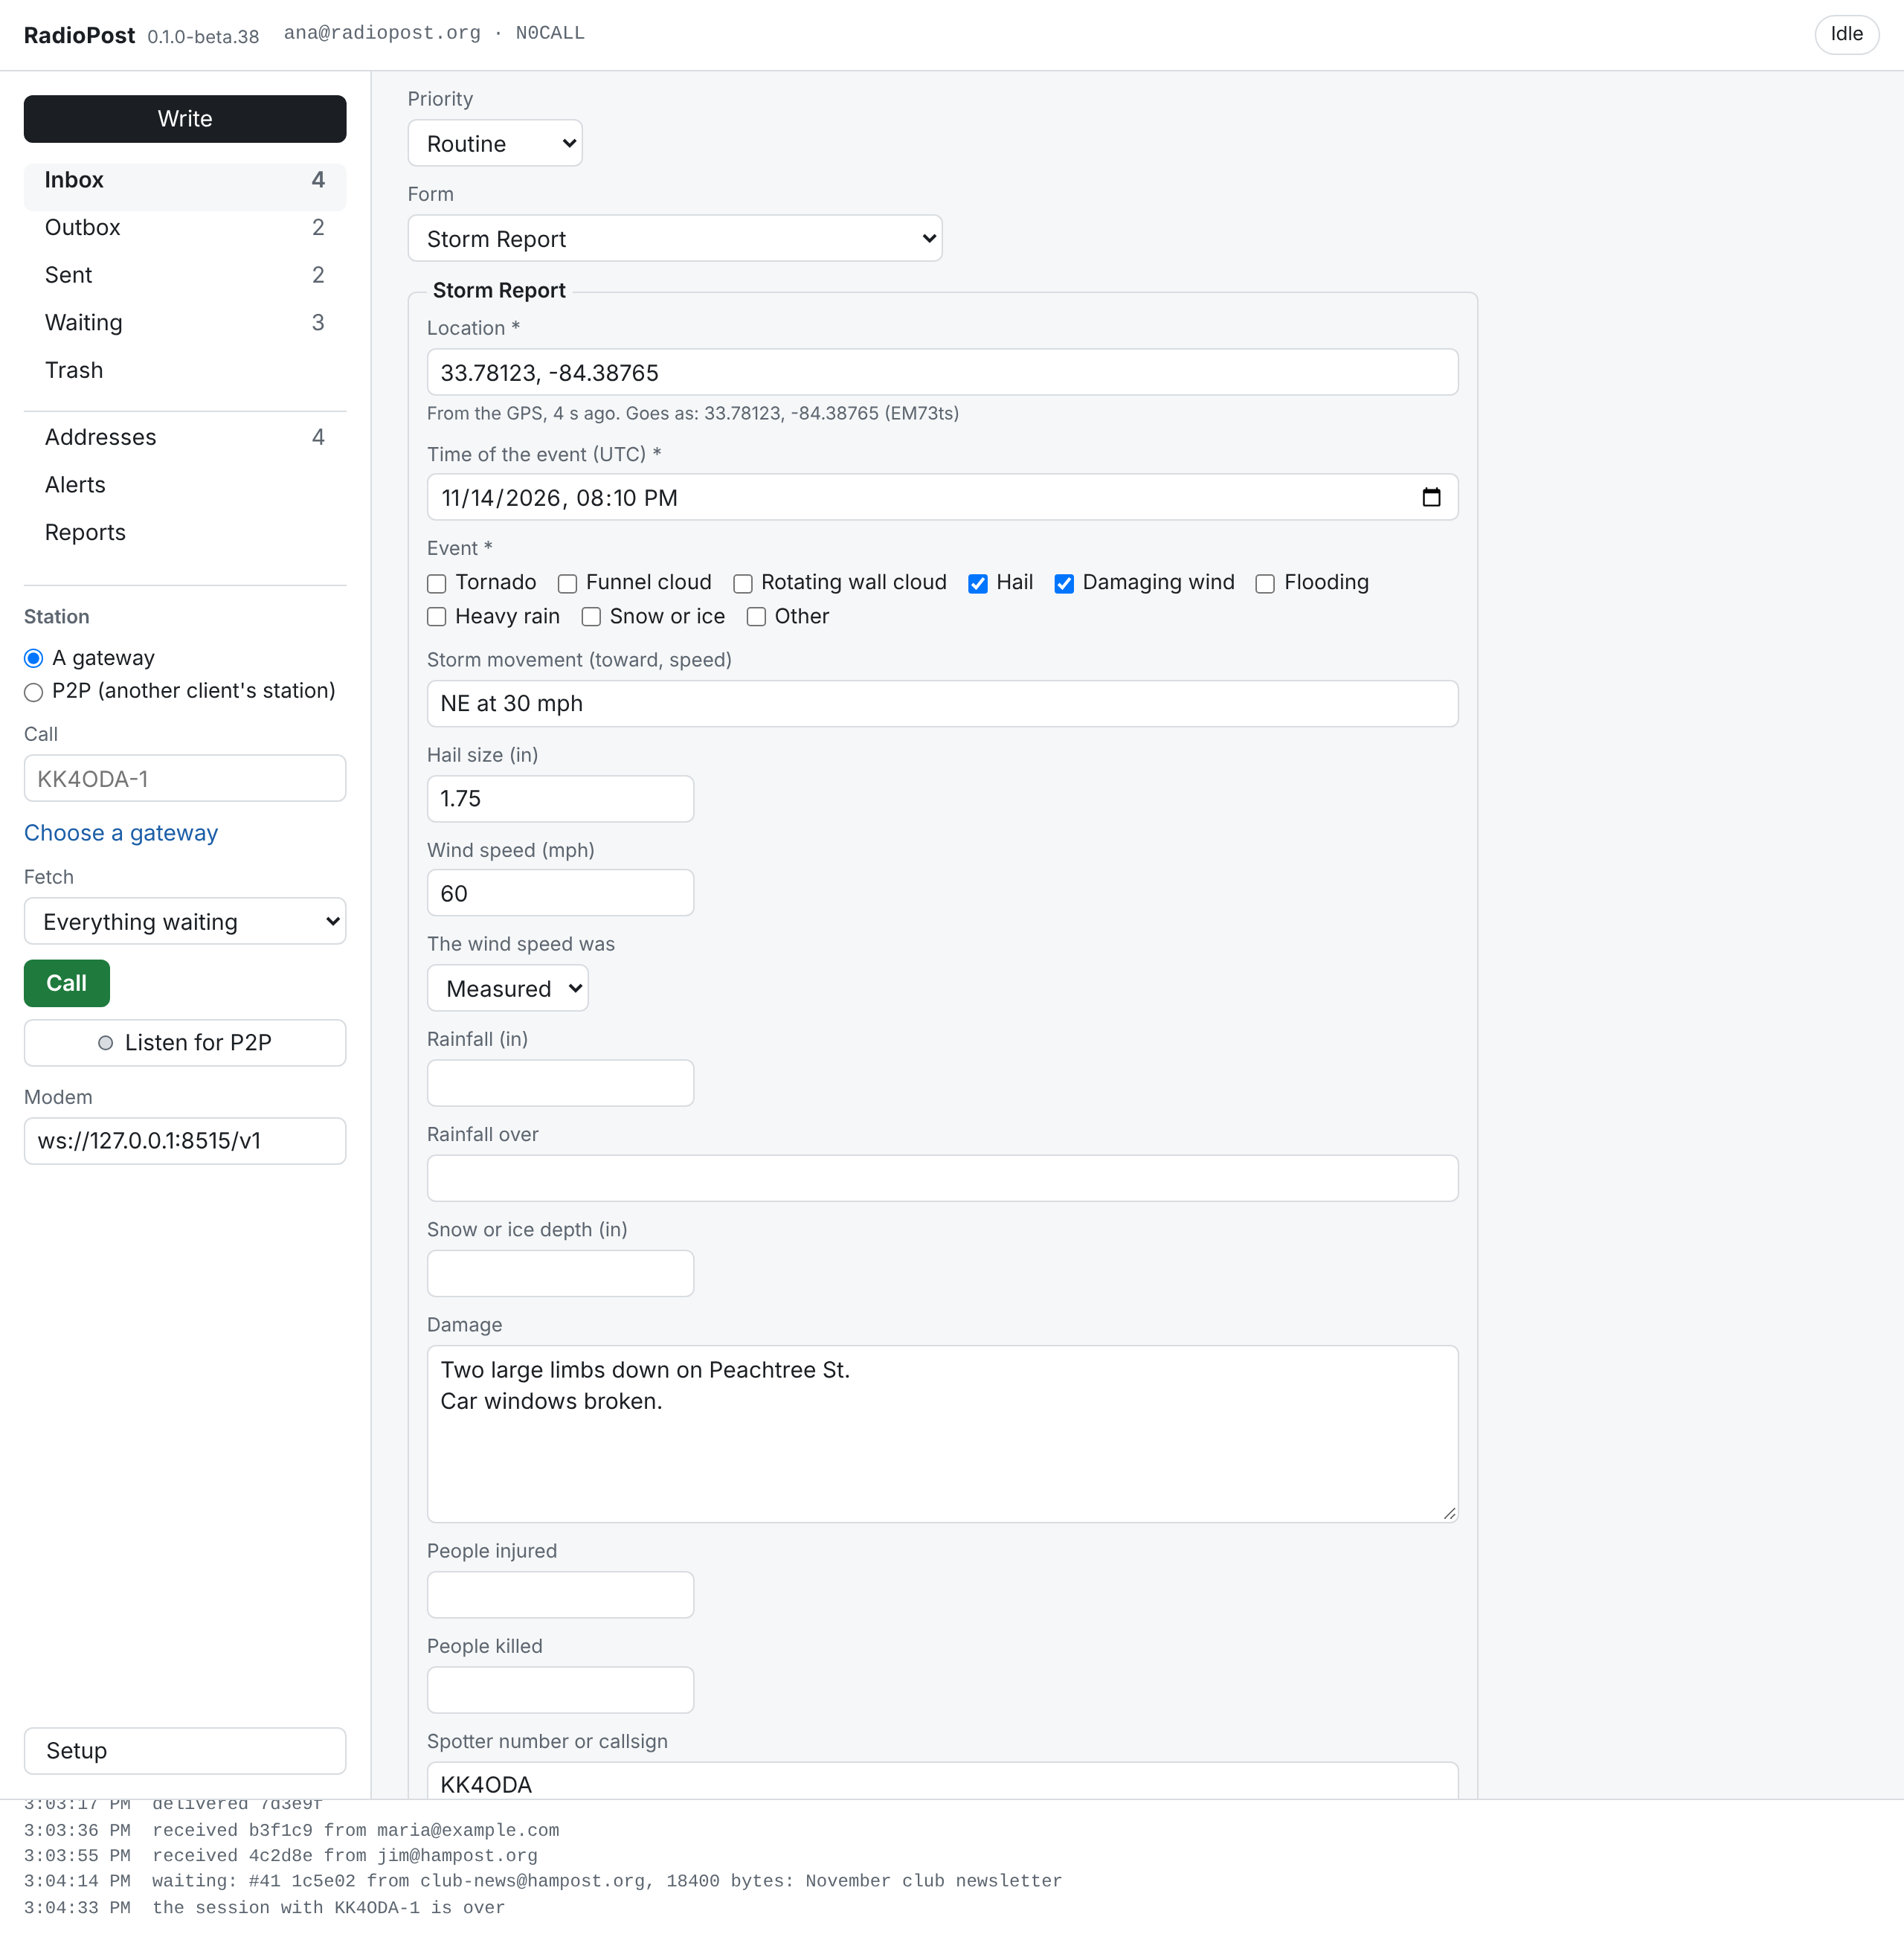 RadioPost 0.1.0-beta.38 ana@radiopost.org · N0CALL
Idle
Write
Inbox 4
Outbox 2
Sent 2
Waiting 3
Trash
Addresses 4
Alerts
Reports
Station
A gateway
P2P (another client's station)
Call
KK4ODA-1
Choose a gateway
Fetch
Everything waiting
Call
Listen for P2P
Modem
ws://127.0.0.1:8515/v1
Setup
Priority
Routine
Form
Storm Report
Storm Report
Location *
33.78123, -84.38765
From the GPS, 4 s ago. Goes as: 33.78123, -84.38765 (EM73ts)
Time of the event (UTC) *
11/14/2026, 08:10 PM
Event *
Tornado Funnel cloud Rotating wall cloud Hail Damaging wind Flooding
Heavy rain Snow or ice Other
Storm movement (toward, speed)
NE at 30 mph
Hail size (in)
1.75
Wind speed (mph)
60
The wind speed was
Measured
Rainfall (in)
Rainfall over
Snow or ice depth (in)
Damage
Two large limbs down on Peachtree St.
Car windows broken.
People injured
People killed
Spotter number or callsign
KK4ODA
3:03:17 PM delivered 7d3e9f
3:03:36 PM received b3f1c9 from maria@example.com
3:03:55 PM received 4c2d8e from jim@hampost.org
3:04:14 PM waiting: #41 1c5e02 from club-news@hampost.org, 18400 bytes: November club newsletter
3:04:33 PM the session with KK4ODA-1 is over